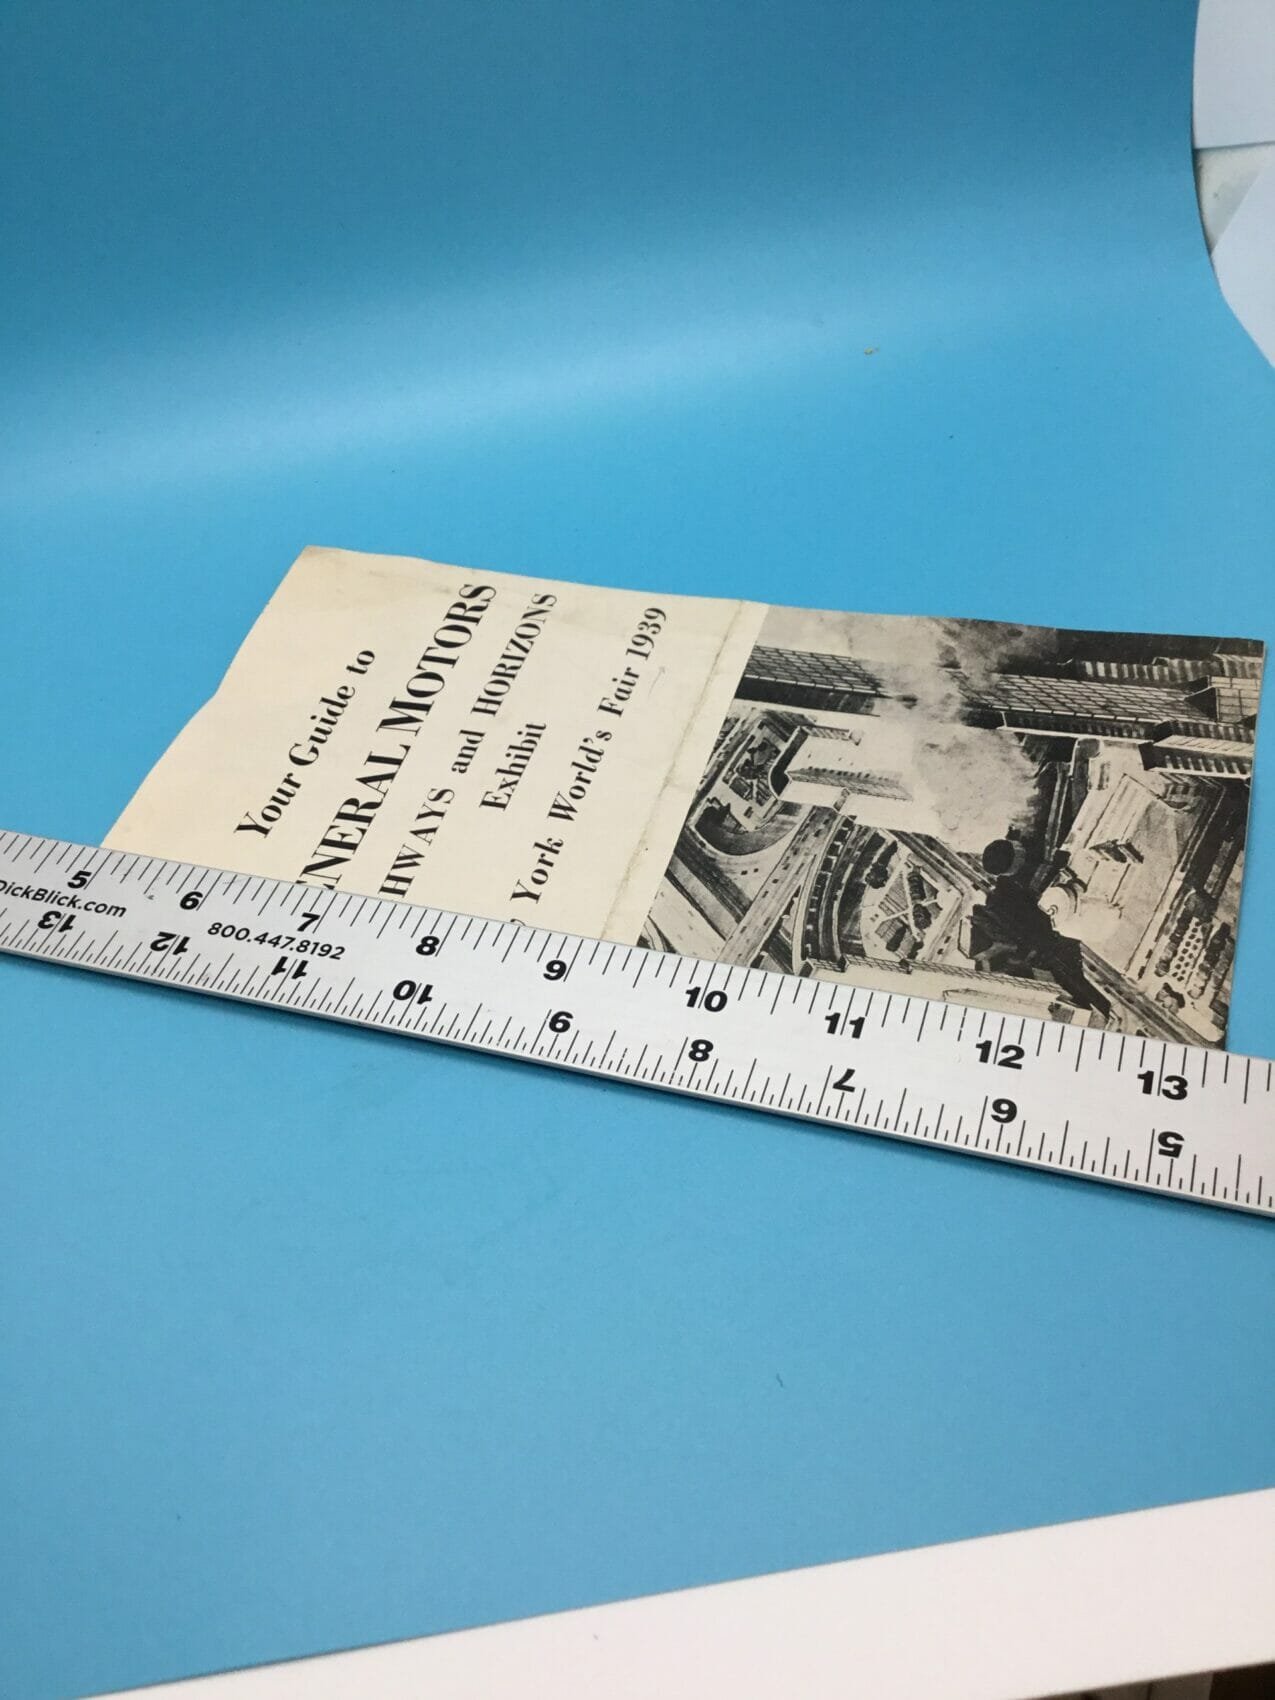 Your Guide to
NERAL MOTORS
HWAYS and HORIZONS
Exhibit
York World's Fair 1939
5 6 7 8 9 10 11 12 13
DickBlick.com
800.447.8192
13 12 11 10 9 8 7 6 5